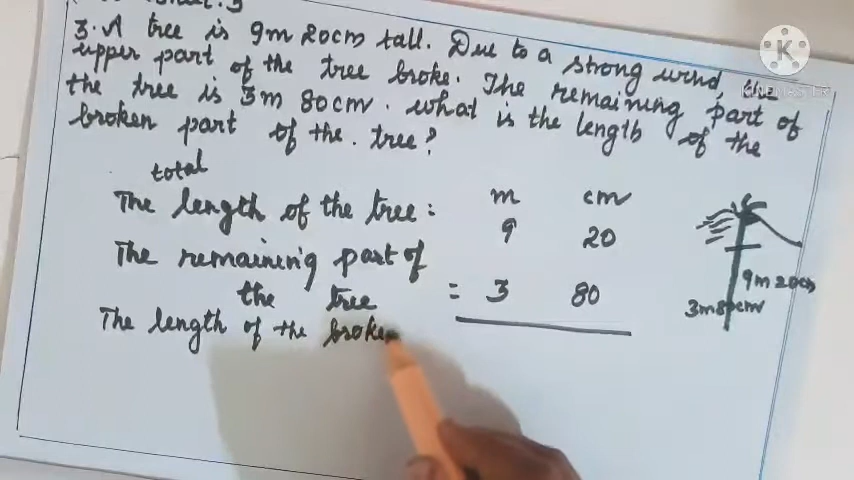 3. A tree is 9m 20cm tall. Due to a strong wind, the
upper part of the tree broke. The remaining part of
the tree is 3m 80cm. what is the length of the
broken part of the tree?
total
The length of the tree :
m cm
9 20
The remaining part of
the tree = 3 80
The length of the broken
9m 20cm
3m80cm
KINEMASTER